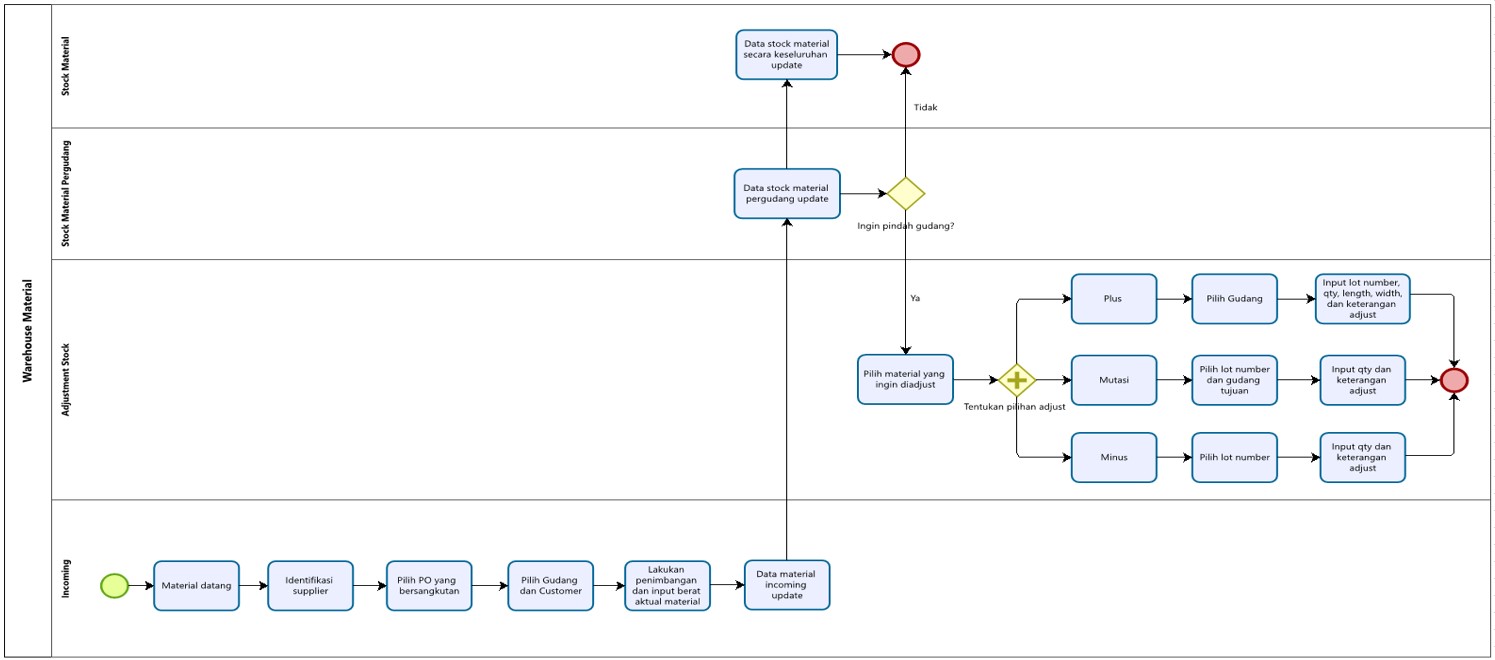 Warehouse Material
Stock Material
Data stock material
secara keseluruhan
update
Tidak
Stock Material Pergudang
Data stock material
pergudang update
Ingin pindah gudang?
Adjustment Stock
Ya
Pilih material yang
ingin diadjust
Tentukan pilihan adjust
Plus
Pilih Gudang
Input lot number,
qty, length, width,
dan keterangan
adjust
Mutasi
Pilih lot number
dan gudang
tujuan
Input qty dan
keterangan
adjust
Minus
Pilih lot number
Input qty dan
keterangan
adjust
Incoming
Material datang
Identifikasi
supplier
Pilih PO yang
bersangkutan
Pilih Gudang
dan Customer
Lakukan
penimbangan
dan input berat
aktual material
Data material
incoming
update